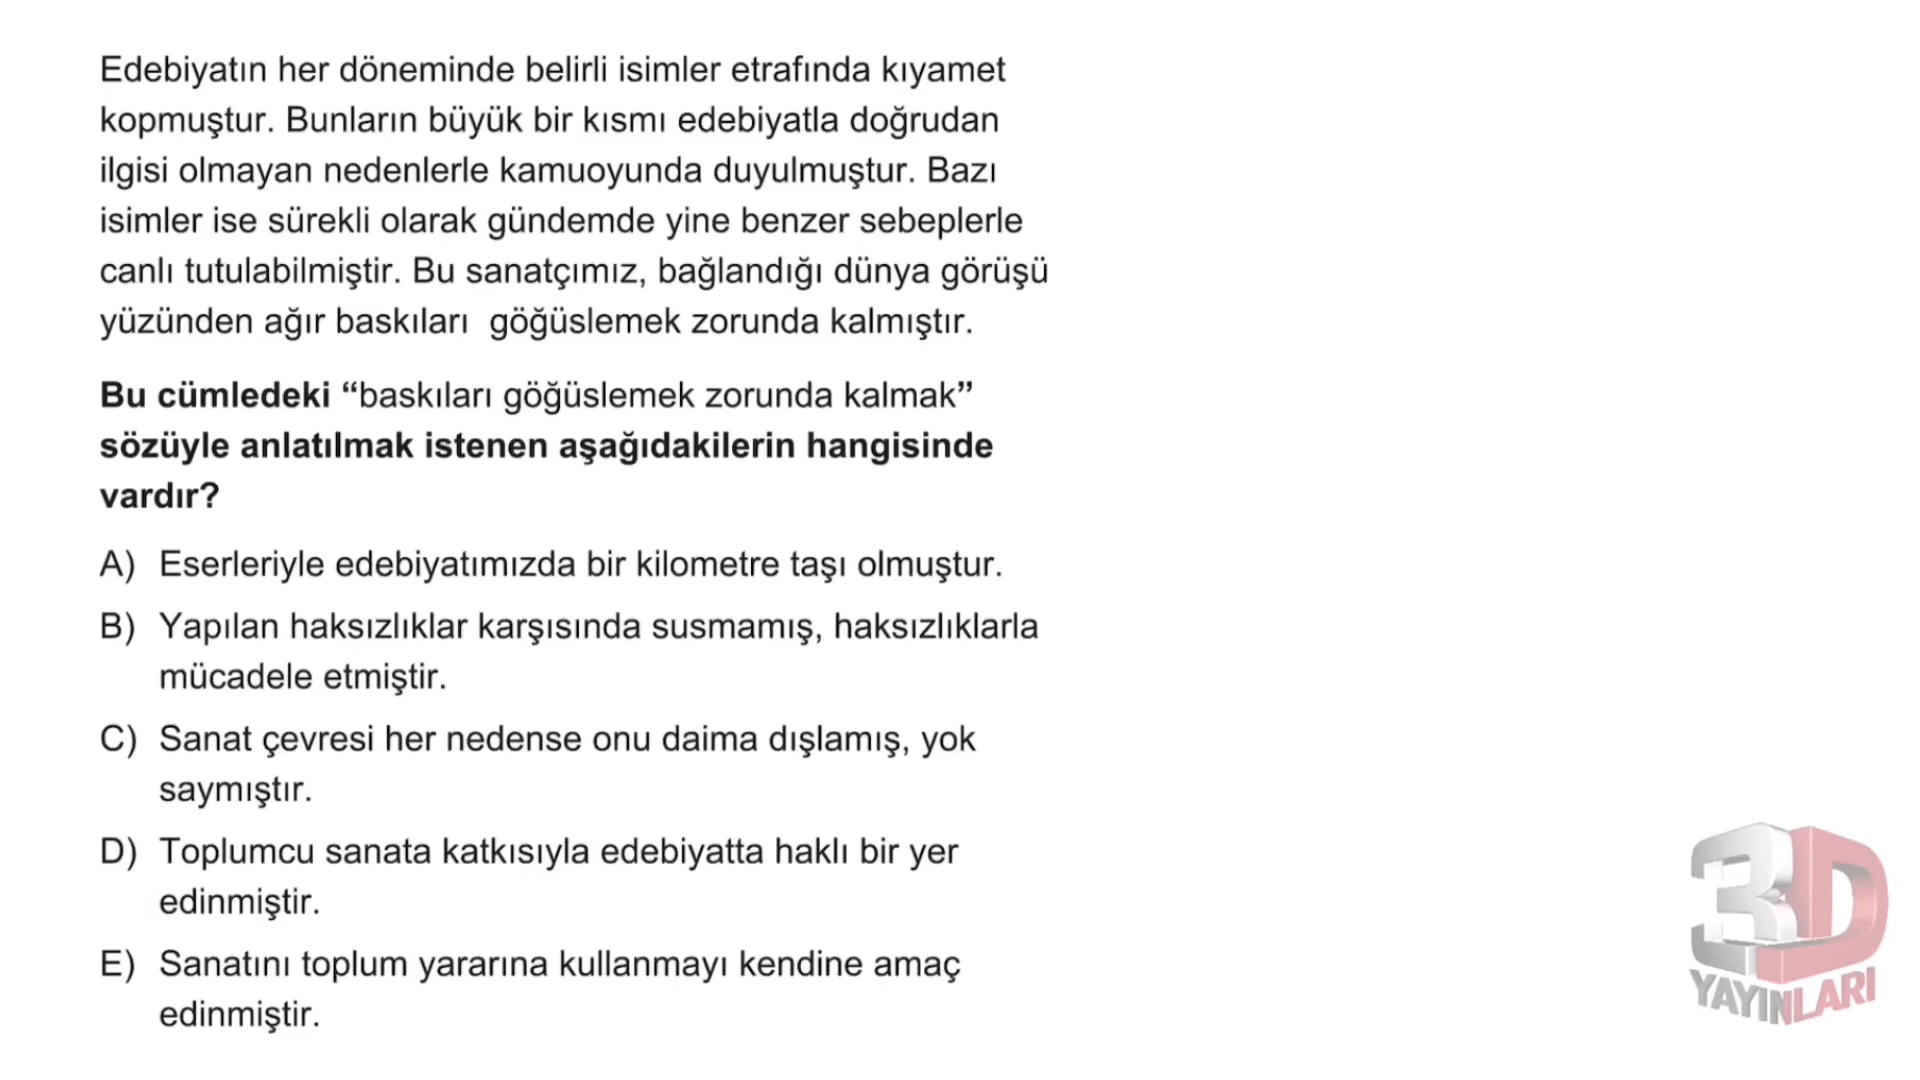 Edebiyatın her döneminde belirli isimler etrafında kıyamet
kopmuştur. Bunların büyük bir kısmı edebiyatla doğrudan
ilgisi olmayan nedenlerle kamuoyunda duyulmuştur. Bazı
isimler ise sürekli olarak gündemde yine benzer sebeplerle
canlı tutulabilmiştir. Bu sanatçımız, bağlandığı dünya görüşü
yüzünden ağır baskıları göğüslemek zorunda kalmıştır.
Bu cümledeki “baskıları göğüslemek zorunda kalmak”
sözüyle anlatılmak istenen aşağıdakilerin hangisinde
vardır?
A) Eserleriyle edebiyatımızda bir kilometre taşı olmuştur.
B) Yapılan haksızlıklar karşısında susmamış, haksızlıklarla
mücadele etmiştir.
C) Sanat çevresi her nedense onu daima dışlamış, yok
saymıştır.
D) Toplumcu sanata katkısıyla edebiyatta haklı bir yer
edinmiştir.
E) Sanatını toplum yararına kullanmayı kendine amaç
edinmiştir.
3D
YAYINLARI